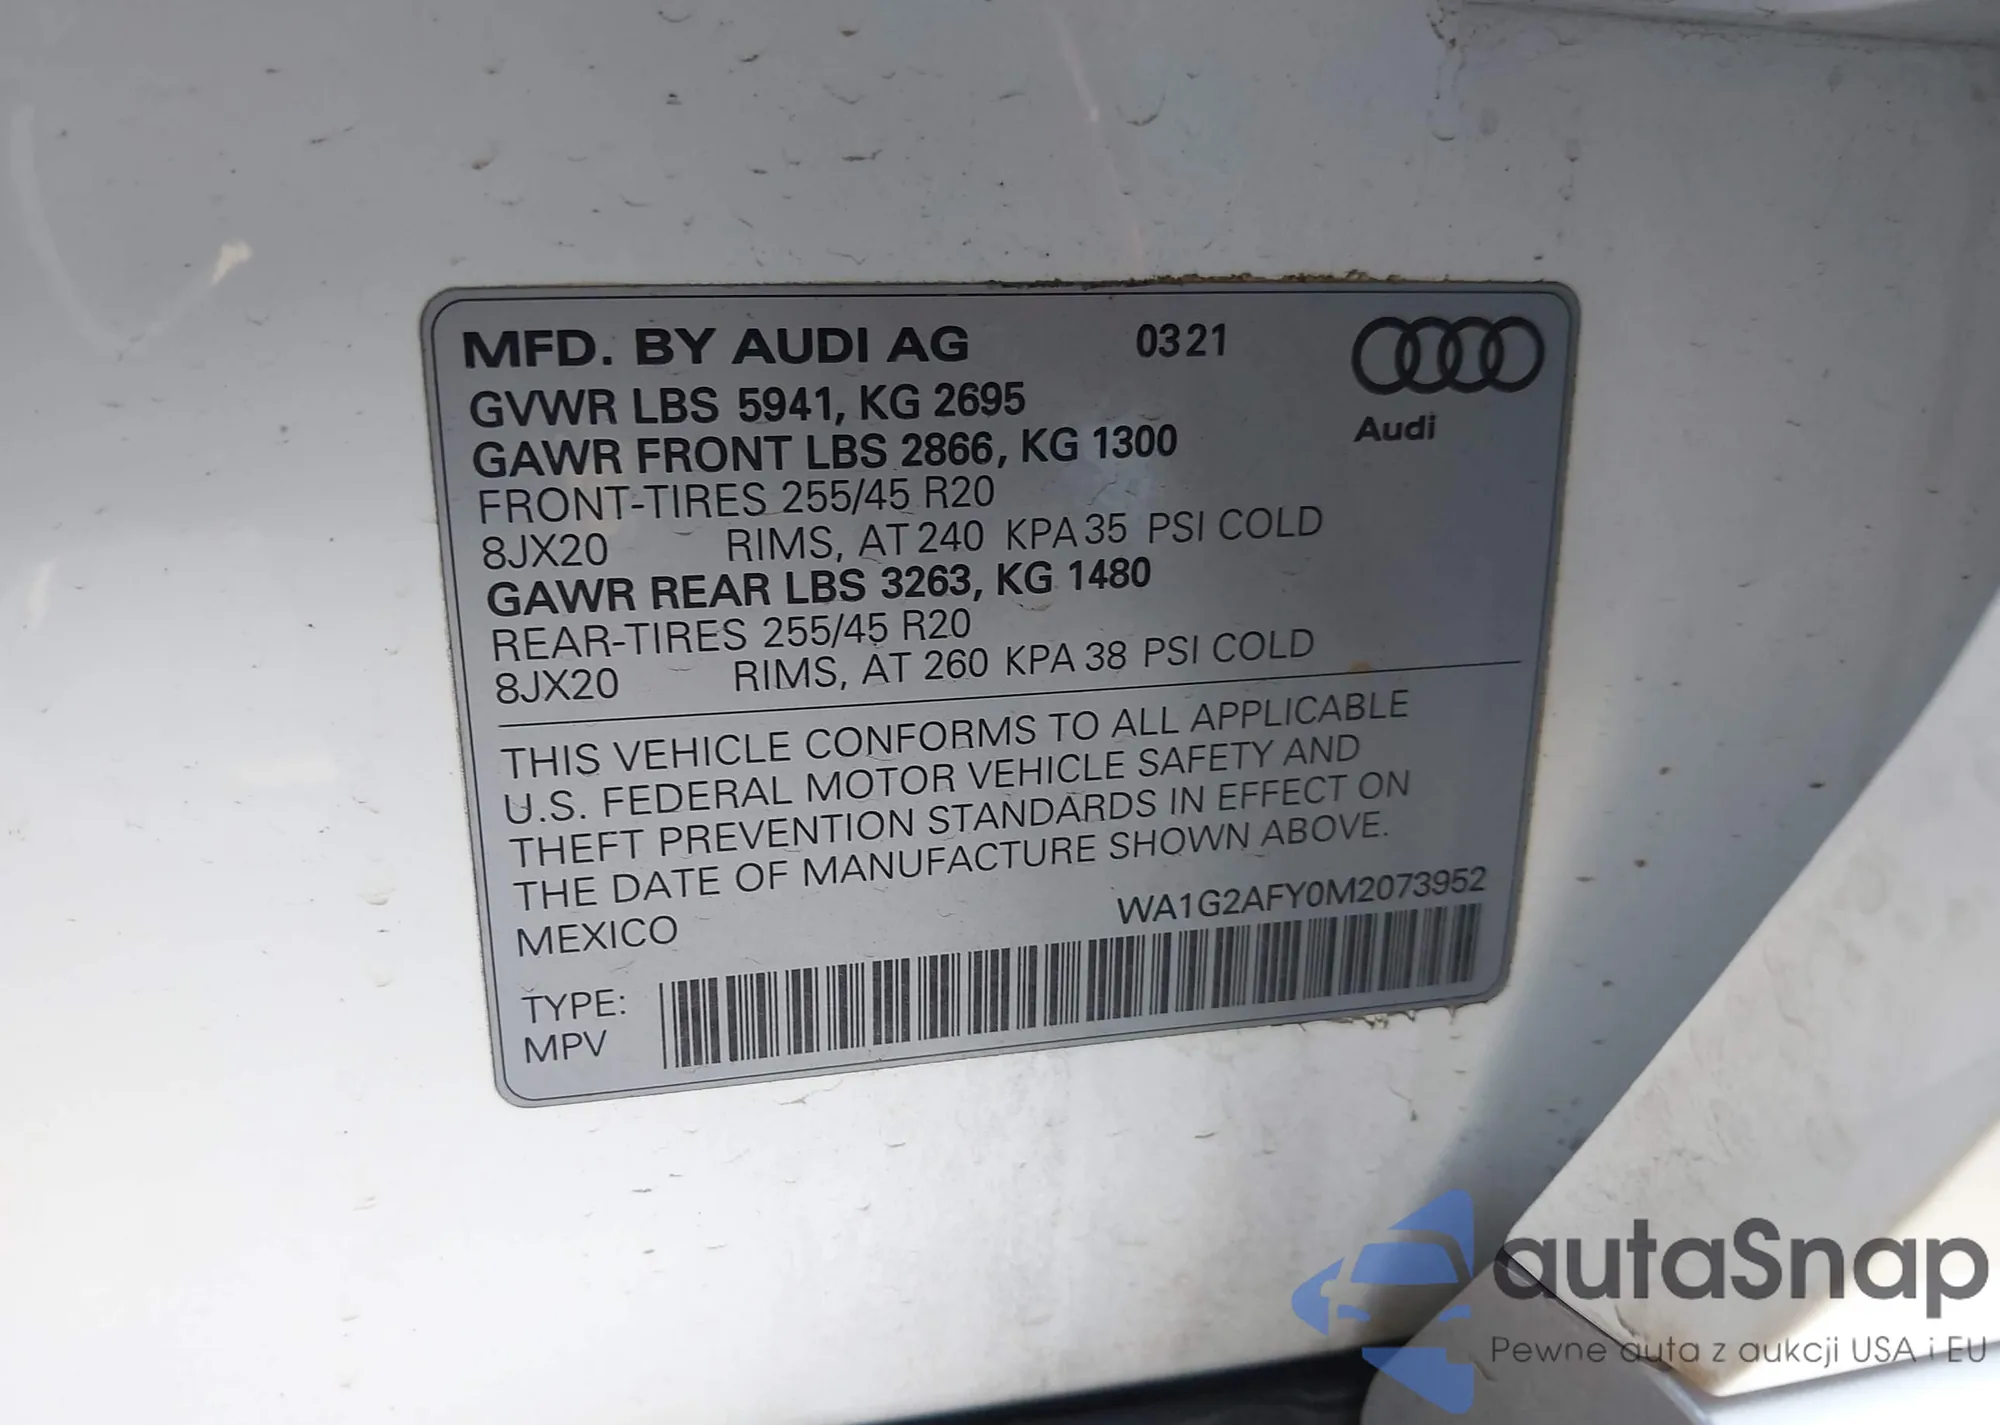 MFD. BY AUDI AG 0321
Audi
GVWR LBS 5941, KG 2695
GAWR FRONT LBS 2866, KG 1300
FRONT-TIRES 255/45 R20
8JX20 RIMS, AT 240 KPA 35 PSI COLD
GAWR REAR LBS 3263, KG 1480
REAR-TIRES 255/45 R20
8JX20 RIMS, AT 260 KPA 38 PSI COLD
THIS VEHICLE CONFORMS TO ALL APPLICABLE
U.S. FEDERAL MOTOR VEHICLE SAFETY AND
THEFT PREVENTION STANDARDS IN EFFECT ON
THE DATE OF MANUFACTURE SHOWN ABOVE.
MEXICO WA1G2AFY0M2073952
TYPE:
MPV
autaSnap
Pewne auta z aukcji USA i EU